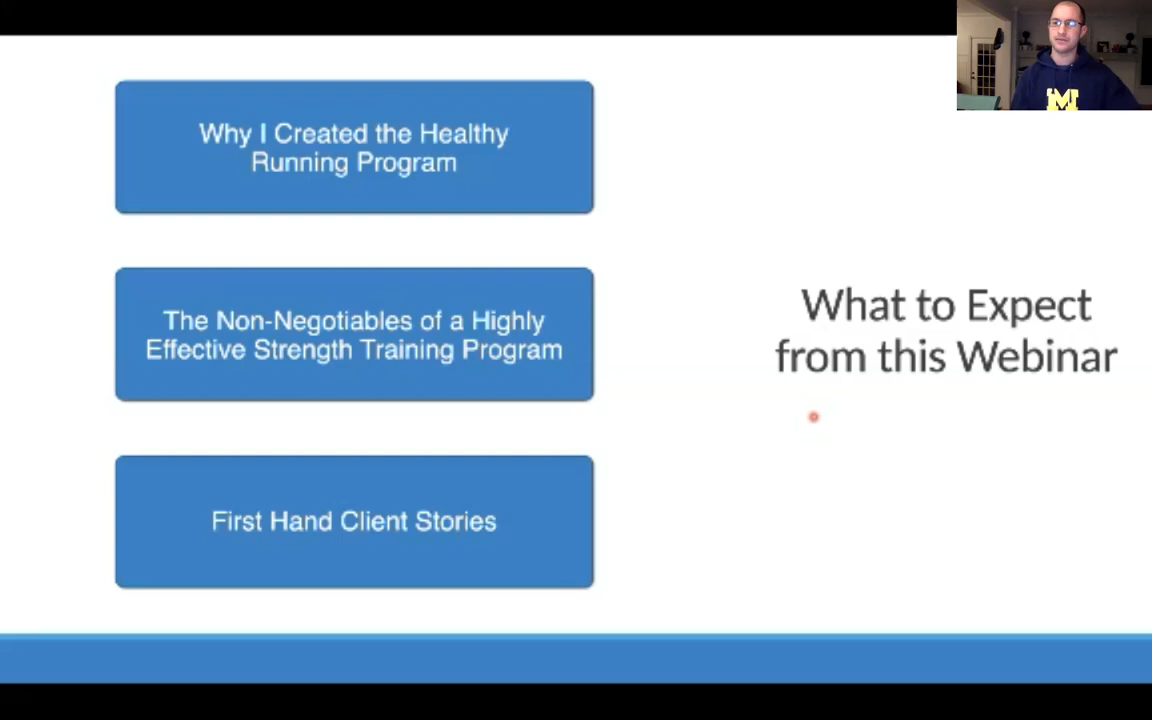 Why I Created the Healthy
Running Program
The Non-Negotiables of a Highly
Effective Strength Training Program
First Hand Client Stories
What to Expect
from this Webinar
M